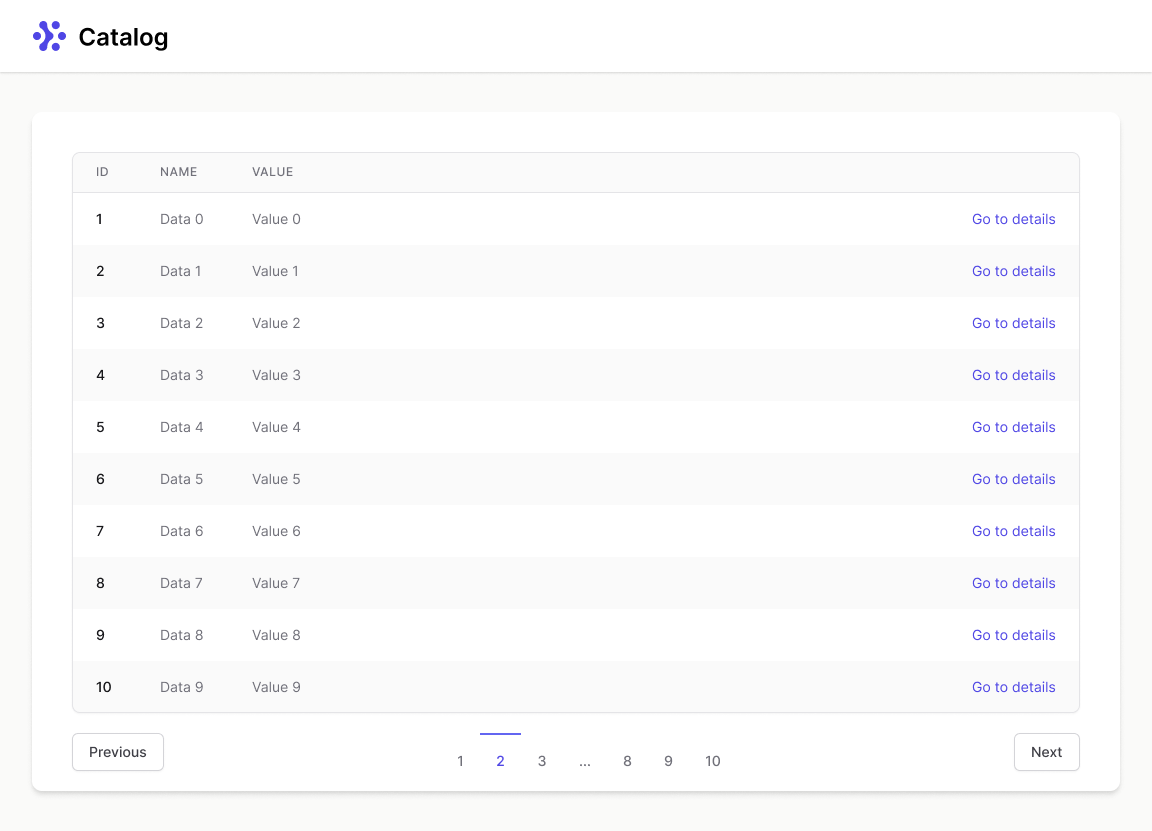 Catalog
ID NAME VALUE
1 Data 0 Value 0 Go to details
2 Data 1 Value 1 Go to details
3 Data 2 Value 2 Go to details
4 Data 3 Value 3 Go to details
5 Data 4 Value 4 Go to details
6 Data 5 Value 5 Go to details
7 Data 6 Value 6 Go to details
8 Data 7 Value 7 Go to details
9 Data 8 Value 8 Go to details
10 Data 9 Value 9 Go to details
Previous 1 2 3 ... 8 9 10 Next